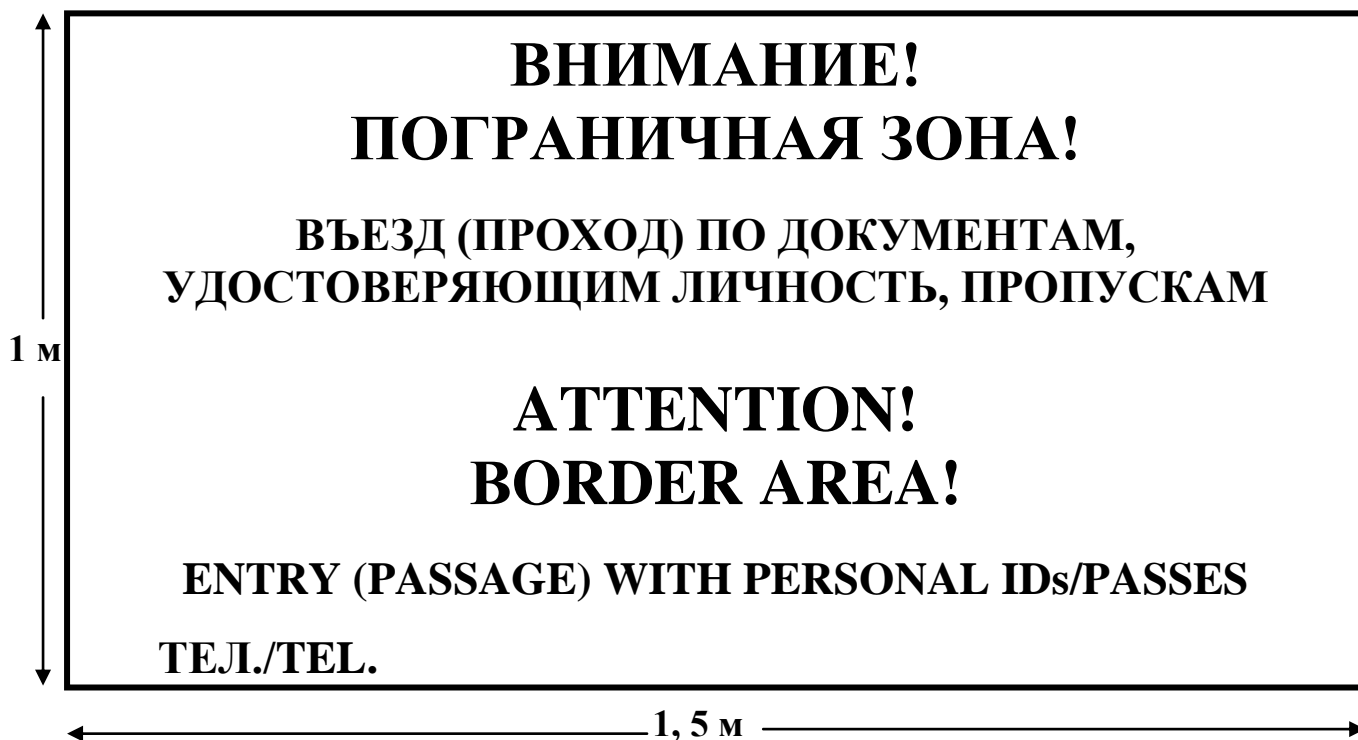 ВНИМАНИЕ!
ПОГРАНИЧНАЯ ЗОНА!
ВЪЕЗД (ПРОХОД) ПО ДОКУМЕНТАМ,
УДОСТОВЕРЯЮЩИМ ЛИЧНОСТЬ, ПРОПУСКАМ
1 м
ATTENTION!
BORDER AREA!
ENTRY (PASSAGE) WITH PERSONAL IDs/PASSES
ТЕЛ./TEL.
1, 5 м